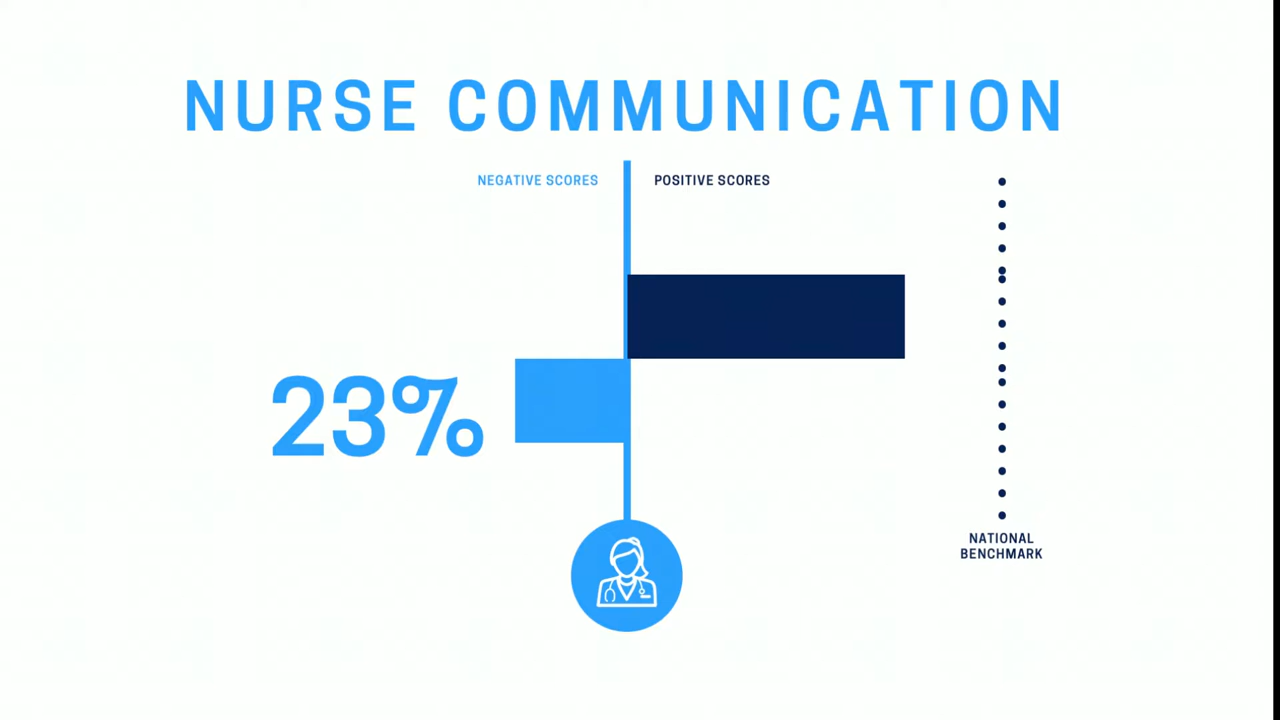 NURSE COMMUNICATION
NEGATIVE SCORES
POSITIVE SCORES
23%
NATIONAL
BENCHMARK